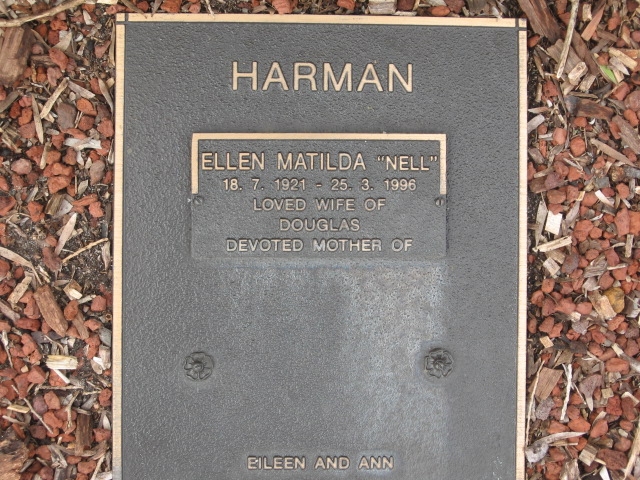 HARMAN
ELLEN MATILDA "NELL"
18. 7. 1921 - 25. 3. 1996
LOVED WIFE OF
DOUGLAS
DEVOTED MOTHER OF
EILEEN AND ANN